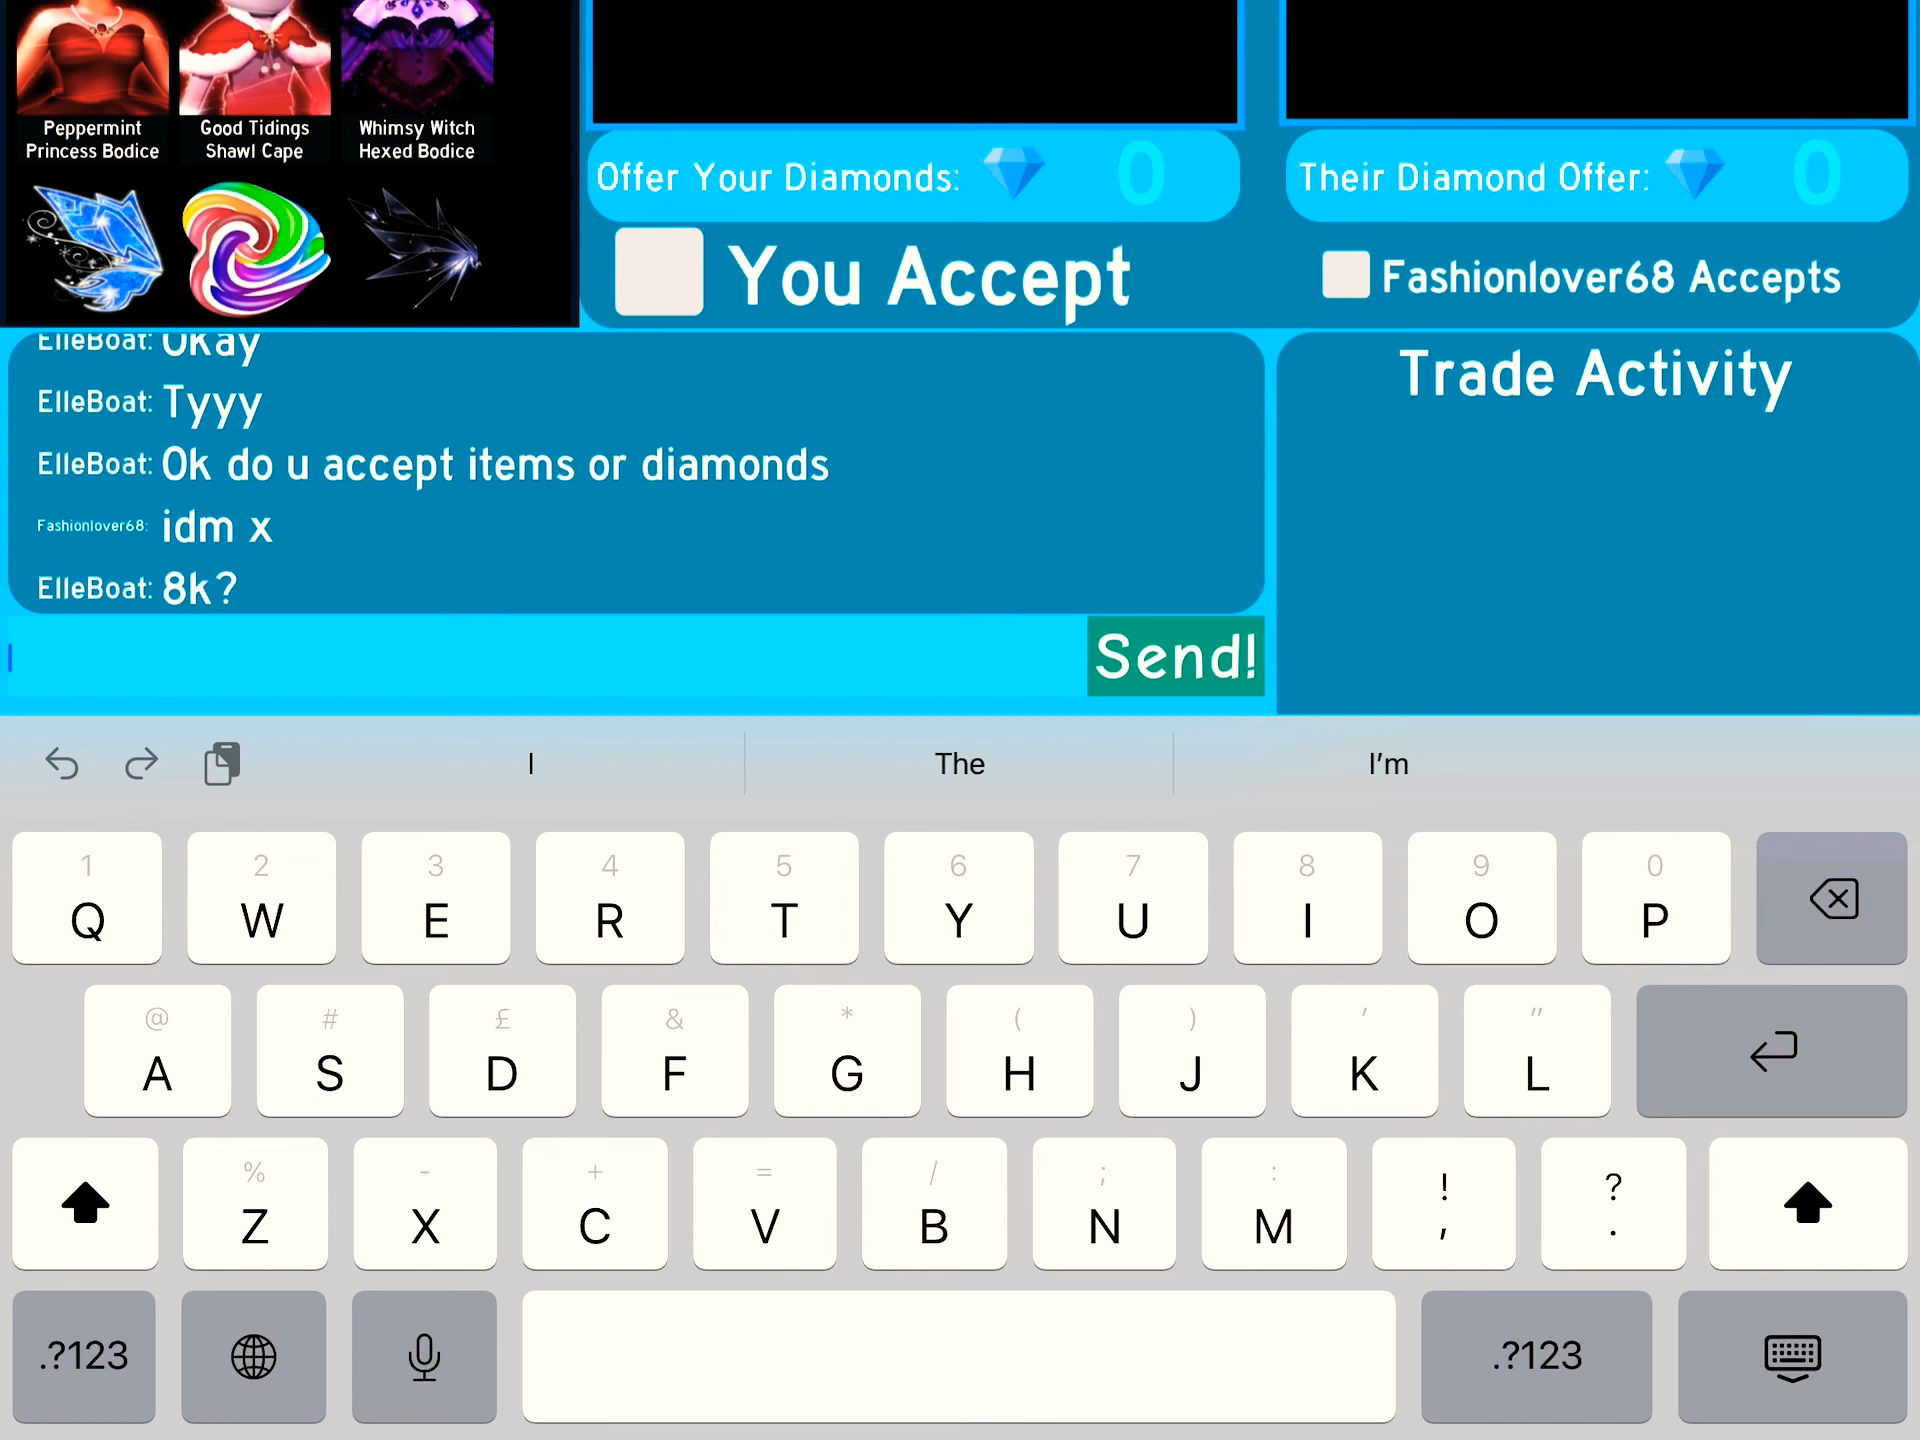 Peppermint
Princess Bodice
Good Tidings
Shawl Cape
Whimsy Witch
Hexed Bodice
Offer Your Diamonds: 0
Their Diamond Offer: 0
You Accept
Fashionlover68 Accepts
ElleBoat: Okay
ElleBoat: Tyyy
ElleBoat: Ok do u accept items or diamonds
Fashionlover68: idm x
ElleBoat: 8k?
Send!
Trade Activity
I The I'm
1 2 3 4 5 6 7 8 9 0
Q W E R T Y U I O P
@ # £ & * ( ) ' "
A S D F G H J K L
% - + = / ; : ! ?
Z X C V B N M , .
.?123 .?123